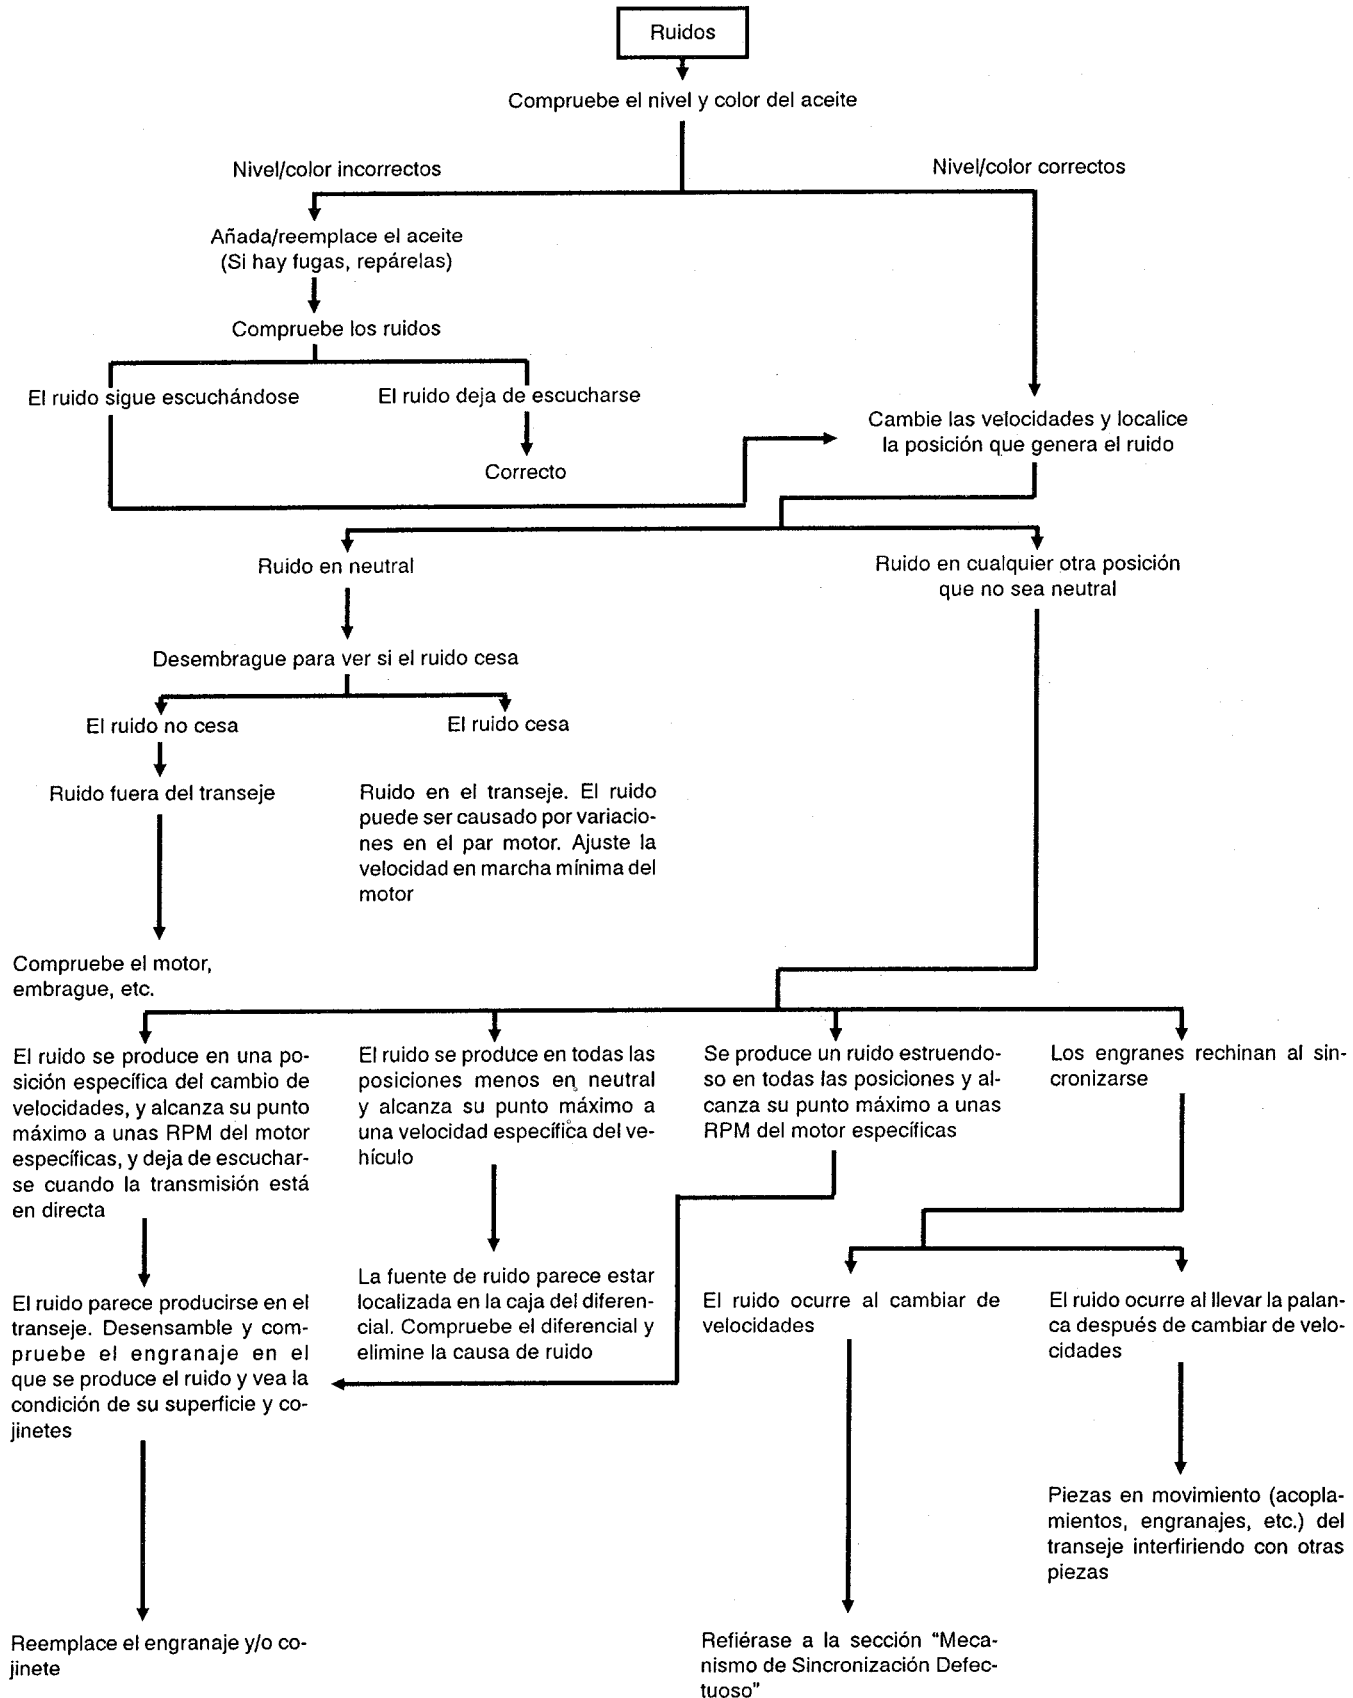 Ruidos
Compruebe el nivel y color del aceite
Nivel/color incorrectos
Nivel/color correctos
Añada/reemplace el aceite
(Si hay fugas, repárelas)
Compruebe los ruidos
El ruido sigue escuchándose
El ruido deja de escucharse
Correcto
Cambie las velocidades y localice
la posición que genera el ruido
Ruido en neutral
Ruido en cualquier otra posición
que no sea neutral
Desembrague para ver si el ruido cesa
El ruido no cesa
El ruido cesa
Ruido fuera del transeje
Ruido en el transeje. El ruido
puede ser causado por variacio-
nes en el par motor. Ajuste la
velocidad en marcha mínima del
motor
Compruebe el motor,
embrague, etc.
El ruido se produce en una po-
sición específica del cambio de
velocidades, y alcanza su punto
máximo a unas RPM del motor
específicas, y deja de escuchar-
se cuando la transmisión está
en directa
El ruido se produce en todas las
posiciones menos en neutral
y alcanza su punto máximo a
una velocidad específica del ve-
hículo
Se produce un ruido estruendo-
so en todas las posiciones y al-
canza su punto máximo a unas
RPM del motor específicas
Los engranes rechinan al sin-
cronizarse
El ruido parece producirse en el
transeje. Desensamble y com-
pruebe el engranaje en el
que se produce el ruido y vea la
condición de su superficie y co-
jinetes
La fuente de ruido parece estar
localizada en la caja del diferen-
cial. Compruebe el diferencial y
elimine la causa de ruido
El ruido ocurre al cambiar de
velocidades
El ruido ocurre al llevar la palan-
ca después de cambiar de velo-
cidades
Piezas en movimiento (acopla-
mientos, engranajes, etc.) del
transeje interfiriendo con otras
piezas
Reemplace el engranaje y/o co-
jinete
Refiérase a la sección “Meca-
nismo de Sincronización Defec-
tuoso”